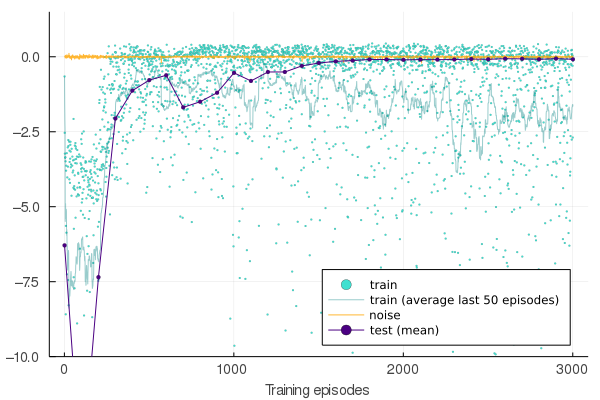 0.0
−2.5
−5.0
−7.5
−10.0
train
train (average last 50 episodes)
noise
test (mean)
0 1000 2000 3000
Training episodes